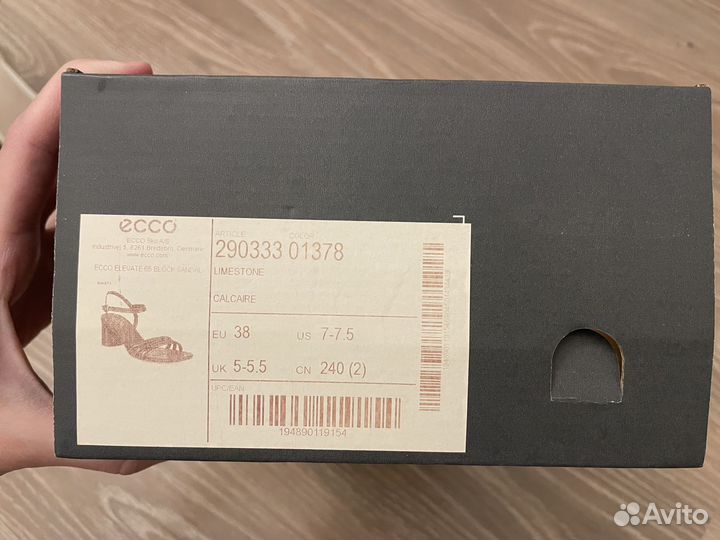 ecco
ECCO Sko A/S
Industrivej 5, 6261 Bredebro, Denmark
www.ecco.com
ECCO ELEVATE 65 BLOCK SANDAL
ARTICLE COLOR
290333 01378
LIMESTONE
CALCAIRE
EU 38 US 7-7.5
UK 5-5.5 CN 240 (2)
UPC/EAN
194890119154
Avito